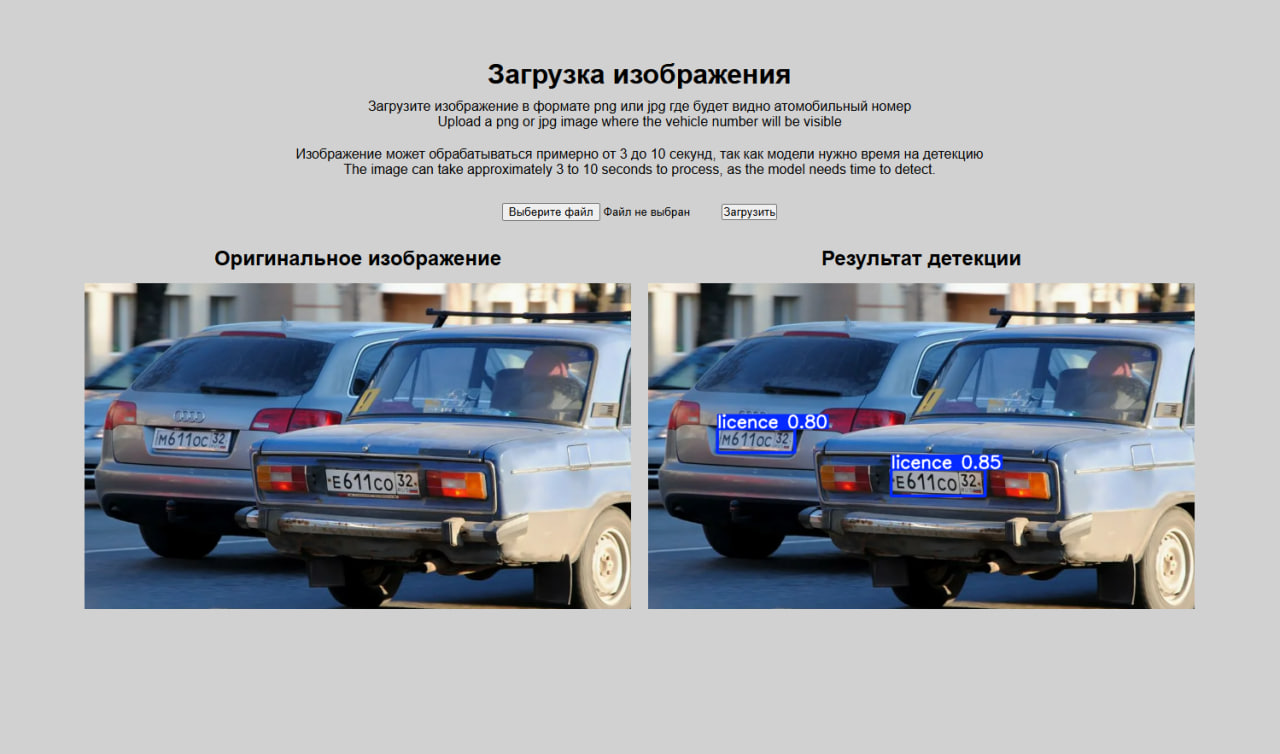 Загрузка изображения
Загрузите изображение в формате png или jpg где будет видно атомобильный номер
Upload a png or jpg image where the vehicle number will be visible
Изображение может обрабатываться примерно от 3 до 10 секунд, так как модели нужно время на детекцию
The image can take approximately 3 to 10 seconds to process, as the model needs time to detect.
Выберите файл Файл не выбран Загрузить
Оригинальное изображение
Результат детекции
М611ОС 32
Е611СО 32
licence 0.80
М611ОС 32
licence 0.85
Е611СО 32